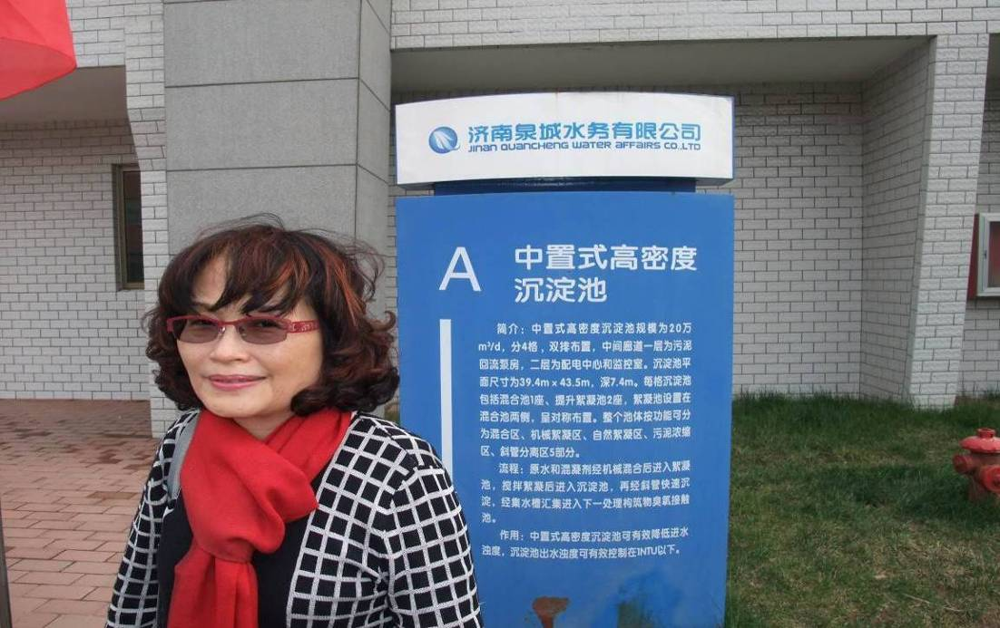 济南泉城水务有限公司
JINAN QUANCHENG WATER AFFAIRS CO.,LTD
A
中置式高密度
沉淀池
简介：中置式高密度沉淀池规模为20万
m³/d，分4格，双排布置，中间廊道一层为污泥
回流泵房，二层为配电中心和监控室。沉淀池平
面尺寸为39.4m×43.5m，深7.4m。每格沉淀池
包括混合池1座、提升絮凝池2座，絮凝池设置在
混合池两侧，呈对称布置。整个池体按功能可分
为混合区、机械絮凝区、自然絮凝区、污泥浓缩
区、斜管分离区5部分。
流程：原水和混凝剂经机械混合后进入絮凝
池，搅拌絮凝后进入沉淀池，再经斜管快速沉
淀，经集水槽汇集进入下一处理构筑物臭氧接触
池。
作用：中置式高密度沉淀池可有效降低进水
浊度，沉淀池出水浊度可有效控制在1NTU以下。